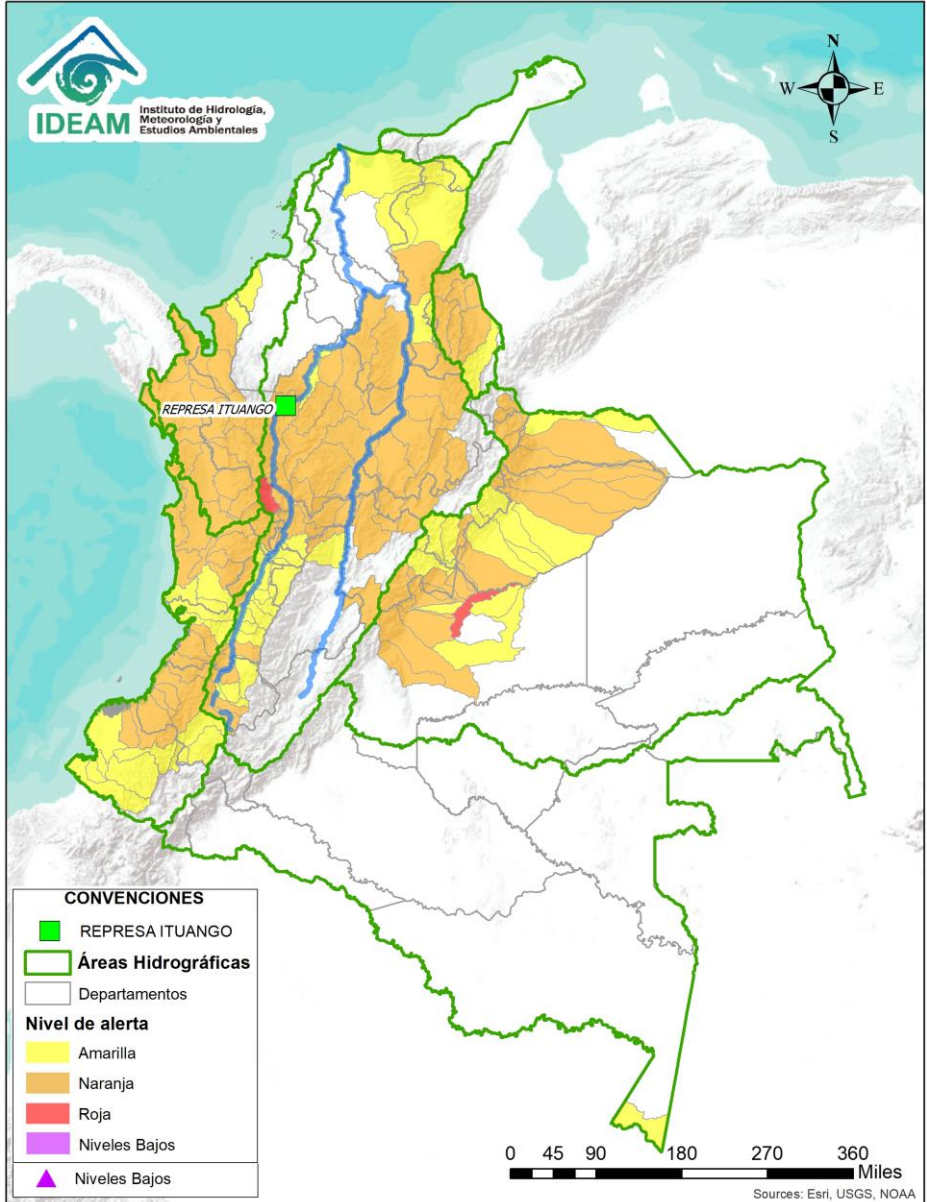 IDEAM
Instituto de Hidrología,
Meteorología y
Estudios Ambientales
N
W
E
S
REPRESA ITUANGO
CONVENCIONES
REPRESA ITUANGO
Áreas Hidrográficas
Departamentos
Nivel de alerta
Amarilla
Naranja
Roja
Niveles Bajos
Niveles Bajos
0 45 90 180 270 360
Miles
Sources: Esri, USGS, NOAA